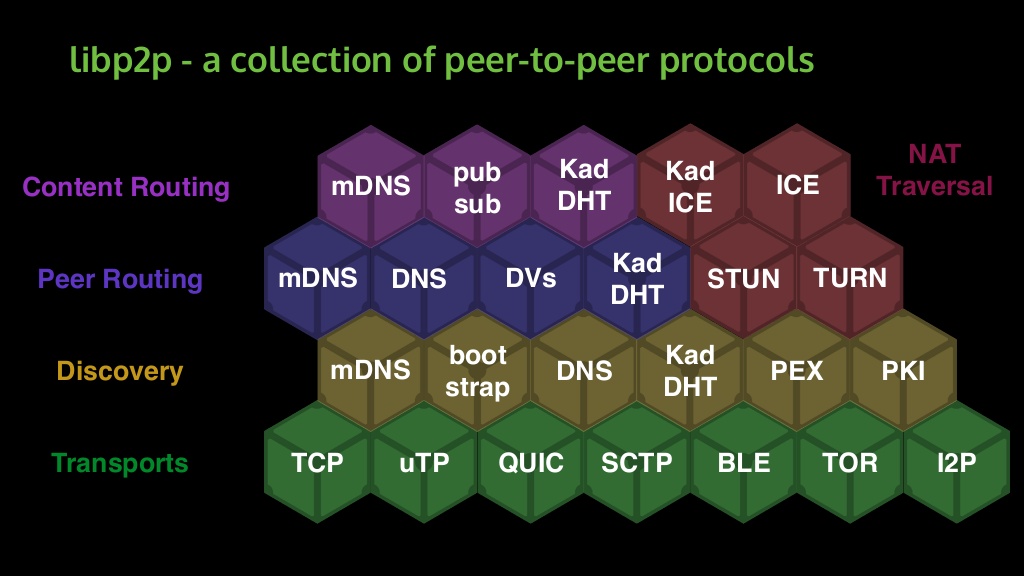 libp2p - a collection of peer-to-peer protocols
Content Routing
mDNS
pub
sub
Kad
DHT
Kad
ICE
ICE
NAT
Traversal
Peer Routing
mDNS
DNS
DVs
Kad
DHT
STUN
TURN
Discovery
mDNS
boot
strap
DNS
Kad
DHT
PEX
PKI
Transports
TCP
uTP
QUIC
SCTP
BLE
TOR
I2P